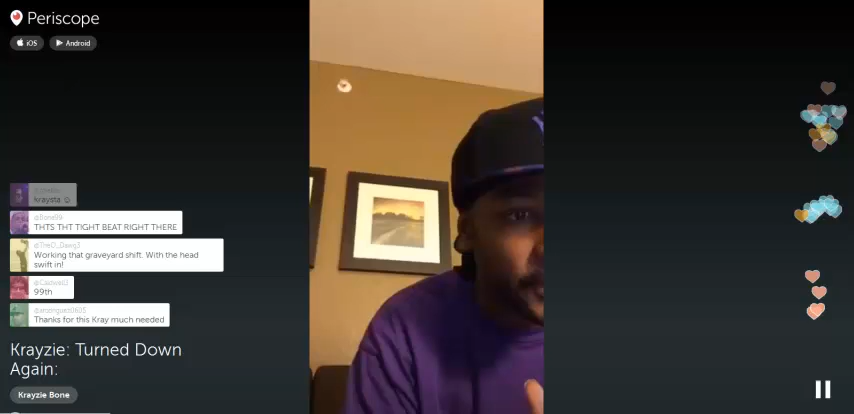 Periscope
iOS
Android
Kraysta ☺
@Bone99
THTS THT TIGHT BEAT RIGHT THERE
Working that graveyard shift. With the head
swift in!
99th
Thanks for this Kray much needed
Krayzie: Turned Down
Again:
Krayzie Bone